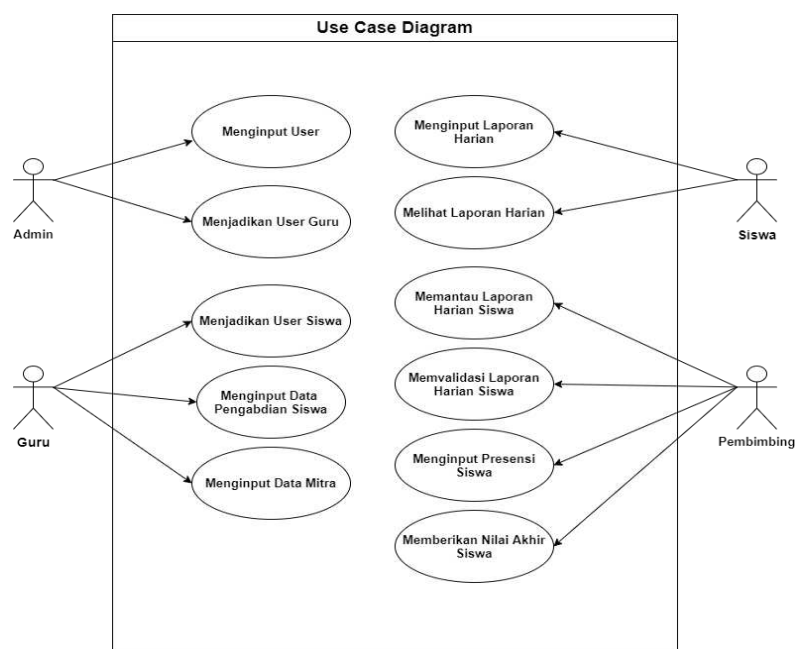 Use Case Diagram
Menginput User
Menjadikan User Guru
Admin
Menginput Laporan
Harian
Melihat Laporan Harian
Siswa
Menjadikan User Siswa
Menginput Data
Pengabdian Siswa
Menginput Data Mitra
Guru
Memantau Laporan
Harian Siswa
Memvalidasi Laporan
Harian Siswa
Menginput Presensi
Siswa
Memberikan Nilai Akhir
Siswa
Pembimbing